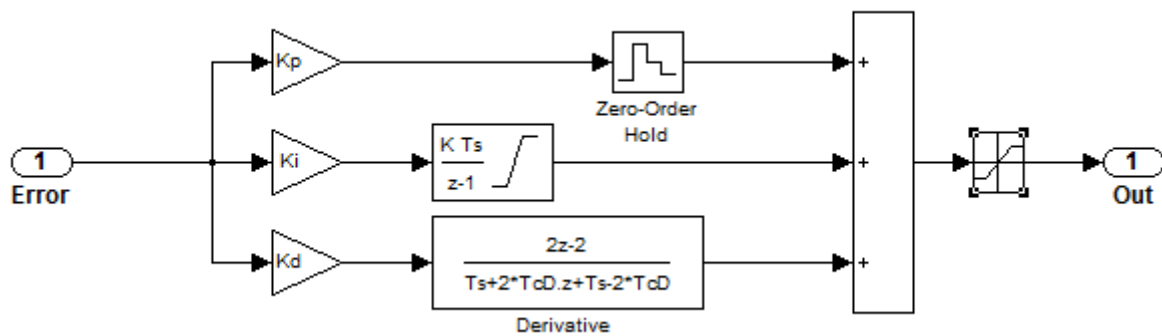 Kp
+
Zero-Order
Hold
1
Error
Ki
K Ts
z-1
+
1
Out
Kd
2z-2
Ts+2*TcD.z+Ts-2*TcD
+
Derivative